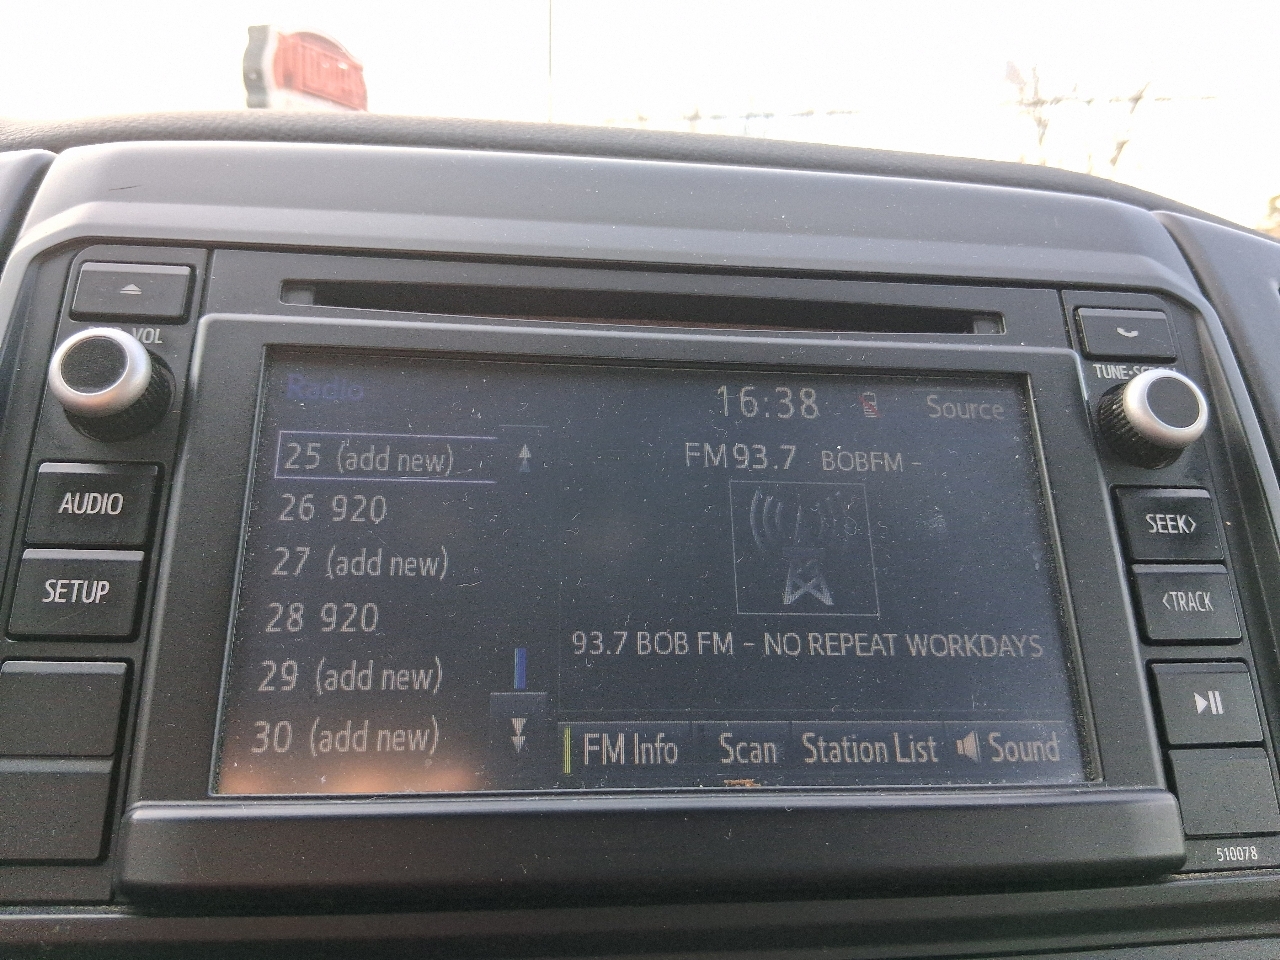 VOL
TUNE·SCROLL
Radio
16:38
Source
25 (add new)
FM 93.7 BOBFM -
26 920
AUDIO
SEEK>
27 (add new)
SETUP
<TRACK
28 920
93.7 BOB FM - NO REPEAT WORKDAYS
29 (add new)
30 (add new)
FM Info
Scan
Station List
Sound
510078